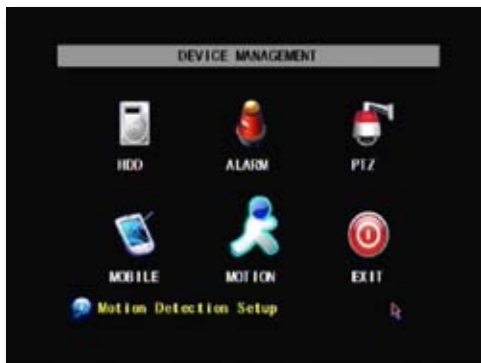 DEVICE MANAGEMENT
HDD ALARM PTZ
MOBILE MOTION EXIT
Motion Detection Setup